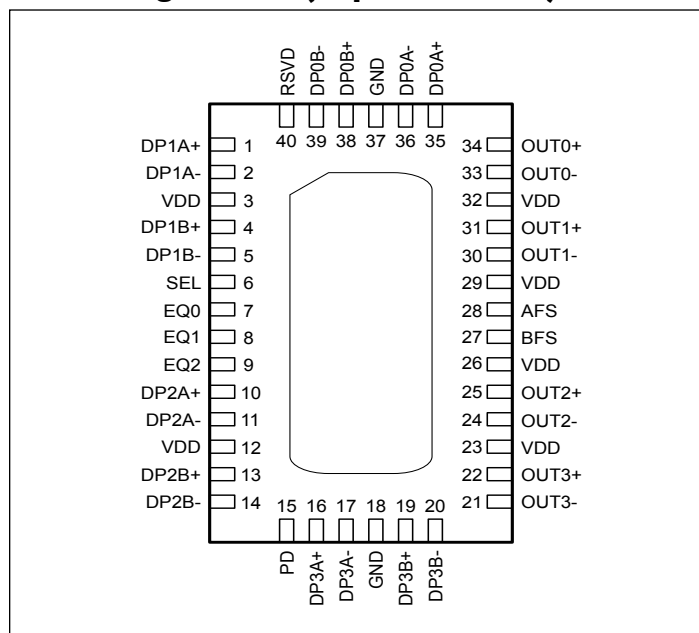 RSVD DP0B- DP0B+ GND DP0A- DP0A+
40 39 38 37 36 35
DP1A+ 1 34 OUT0+
DP1A- 2 33 OUT0-
VDD 3 32 VDD
DP1B+ 4 31 OUT1+
DP1B- 5 30 OUT1-
SEL 6 29 VDD
EQ0 7 28 AFS
EQ1 8 27 BFS
EQ2 9 26 VDD
DP2A+ 10 25 OUT2+
DP2A- 11 24 OUT2-
VDD 12 23 VDD
DP2B+ 13 22 OUT3+
DP2B- 14 21 OUT3-
15 16 17 18 19 20
PD DP3A+ DP3A- GND DP3B+ DP3B-